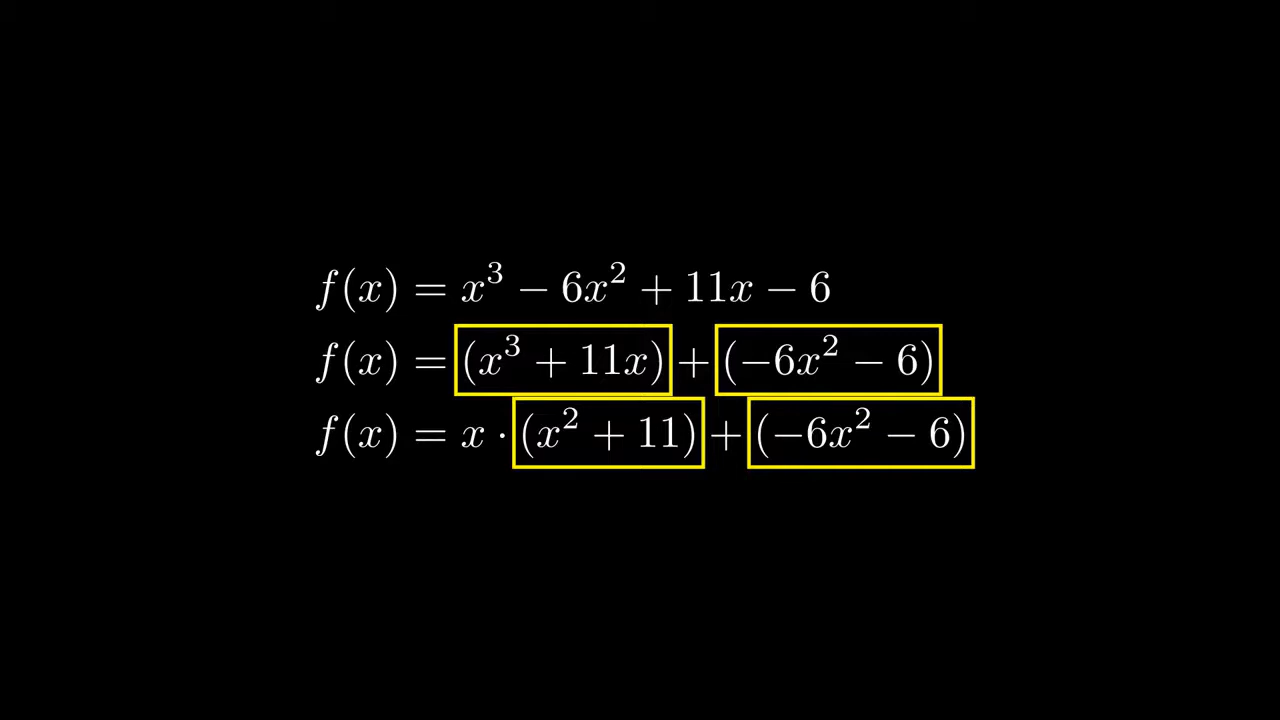 f(x) = x³ − 6x² + 11x − 6
f(x) = (x³ + 11x) + (−6x² − 6)
f(x) = x · (x² + 11) + (−6x² − 6)